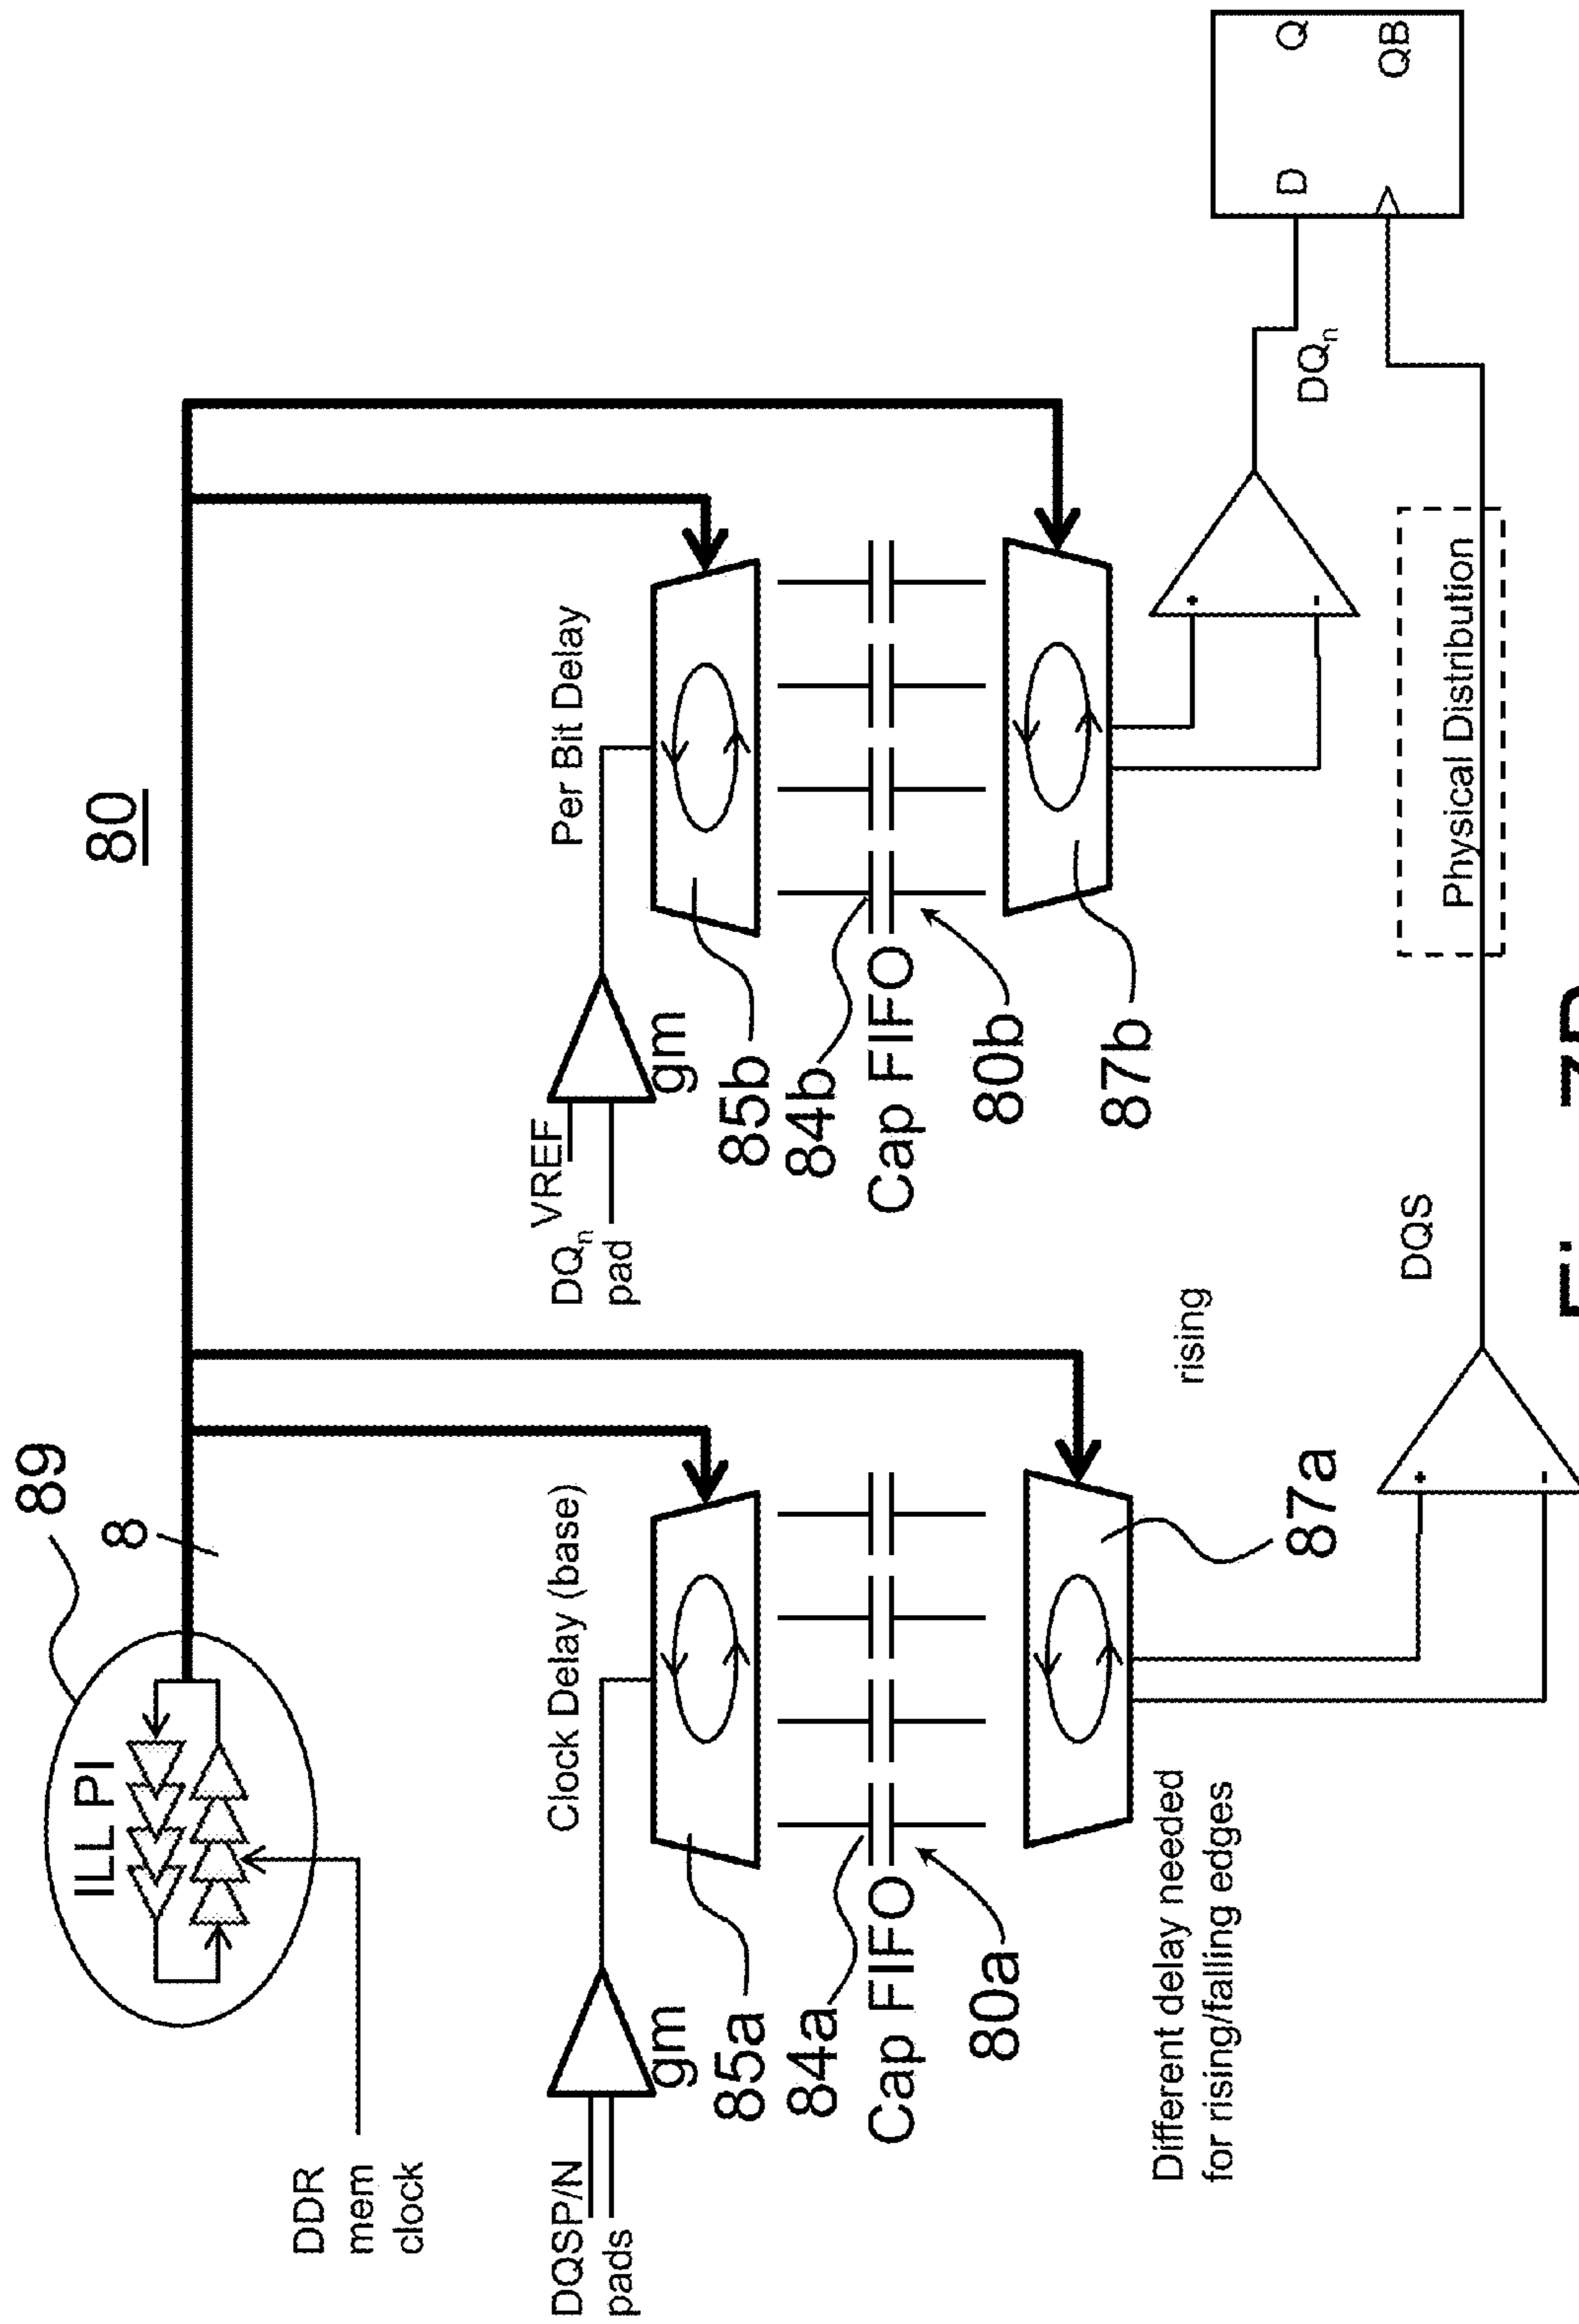 80
89
8
ILL PI
DDR
mem
clock
Clock Delay (base)
Per Bit Delay
DQSP/N
pads
gm
VREF
DQn
pad
gm
85a
84a
Cap FIFO
80a
85b
84b
Cap FIFO
80b
87b
87a
Different delay needed
for rising/falling edges
rising
+
-
+
-
DQS
Physical Distribution
DQn
D
Q
QB